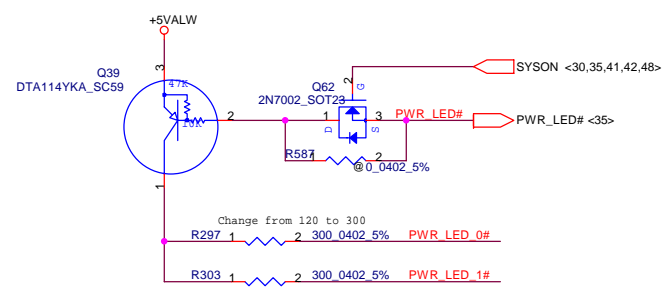 +5VALW
Q39
DTA114YKA_SC59
3
47K
10K
2
1
Q62
2N7002_SOT23
2
G
1
D
3
S
PWR_LED#
SYSON <30,35,41,42,48>
PWR_LED# <35>
R587
1
2
@0_0402_5%
Change from 120 to 300
R297 1 2 300_0402_5% PWR_LED_0#
R303 1 2 300_0402_5% PWR_LED_1#